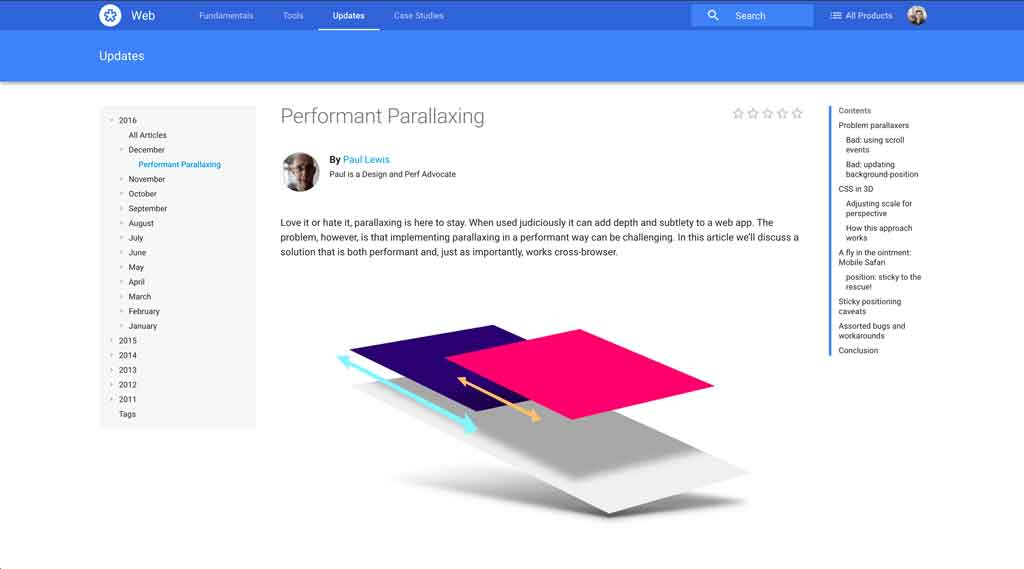 Web
Fundamentals
Tools
Updates
Case Studies
Search
All Products
Updates
2016
All Articles
December
Performant Parallaxing
November
October
September
August
July
June
May
April
March
February
January
2015
2014
2013
2012
2011
Tags
Performant Parallaxing
By Paul Lewis
Paul is a Design and Perf Advocate
Love it or hate it, parallaxing is here to stay. When used judiciously it can add depth and subtlety to a web app. The
problem, however, is that implementing parallaxing in a performant way can be challenging. In this article we'll discuss a
solution that is both performant and, just as importantly, works cross-browser.
Contents
Problem parallaxers
Bad: using scroll
events
Bad: updating
background-position
CSS in 3D
Adjusting scale for
perspective
How this approach
works
A fly in the ointment:
Mobile Safari
position: sticky to the
rescue!
Sticky positioning
caveats
Assorted bugs and
workarounds
Conclusion